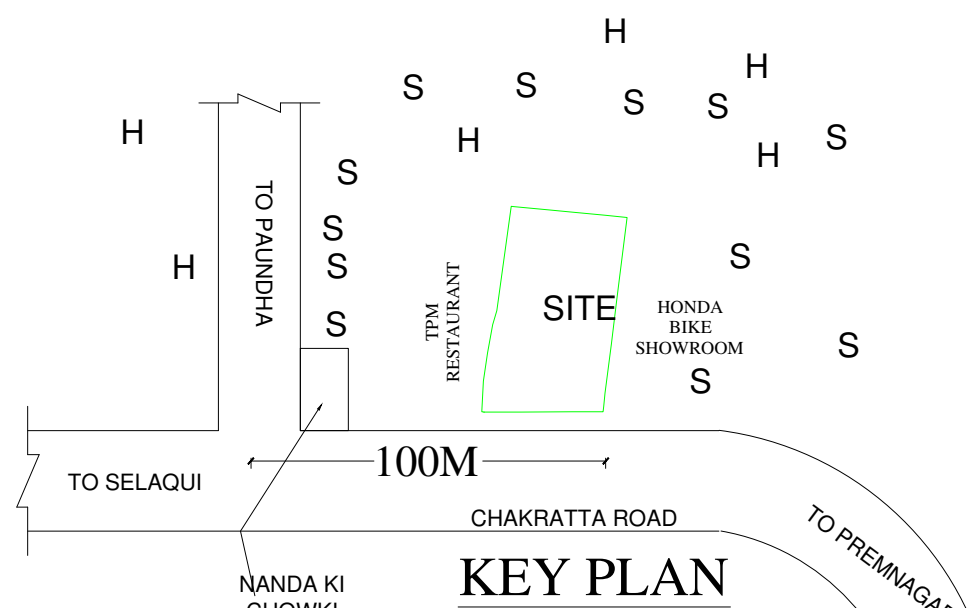 H
H
S
S
S
S
H
H
S
H
H
S
S
TO PAUNDHA
S
S
S
H
SITE
TPM
RESTAURANT
HONDA
BIKE
SHOWROOM
S
S
S
100M
TO SELAQUI
CHAKRATTA ROAD
TO PREMNAGAR
KEY PLAN
NANDA KI
CHOWKI